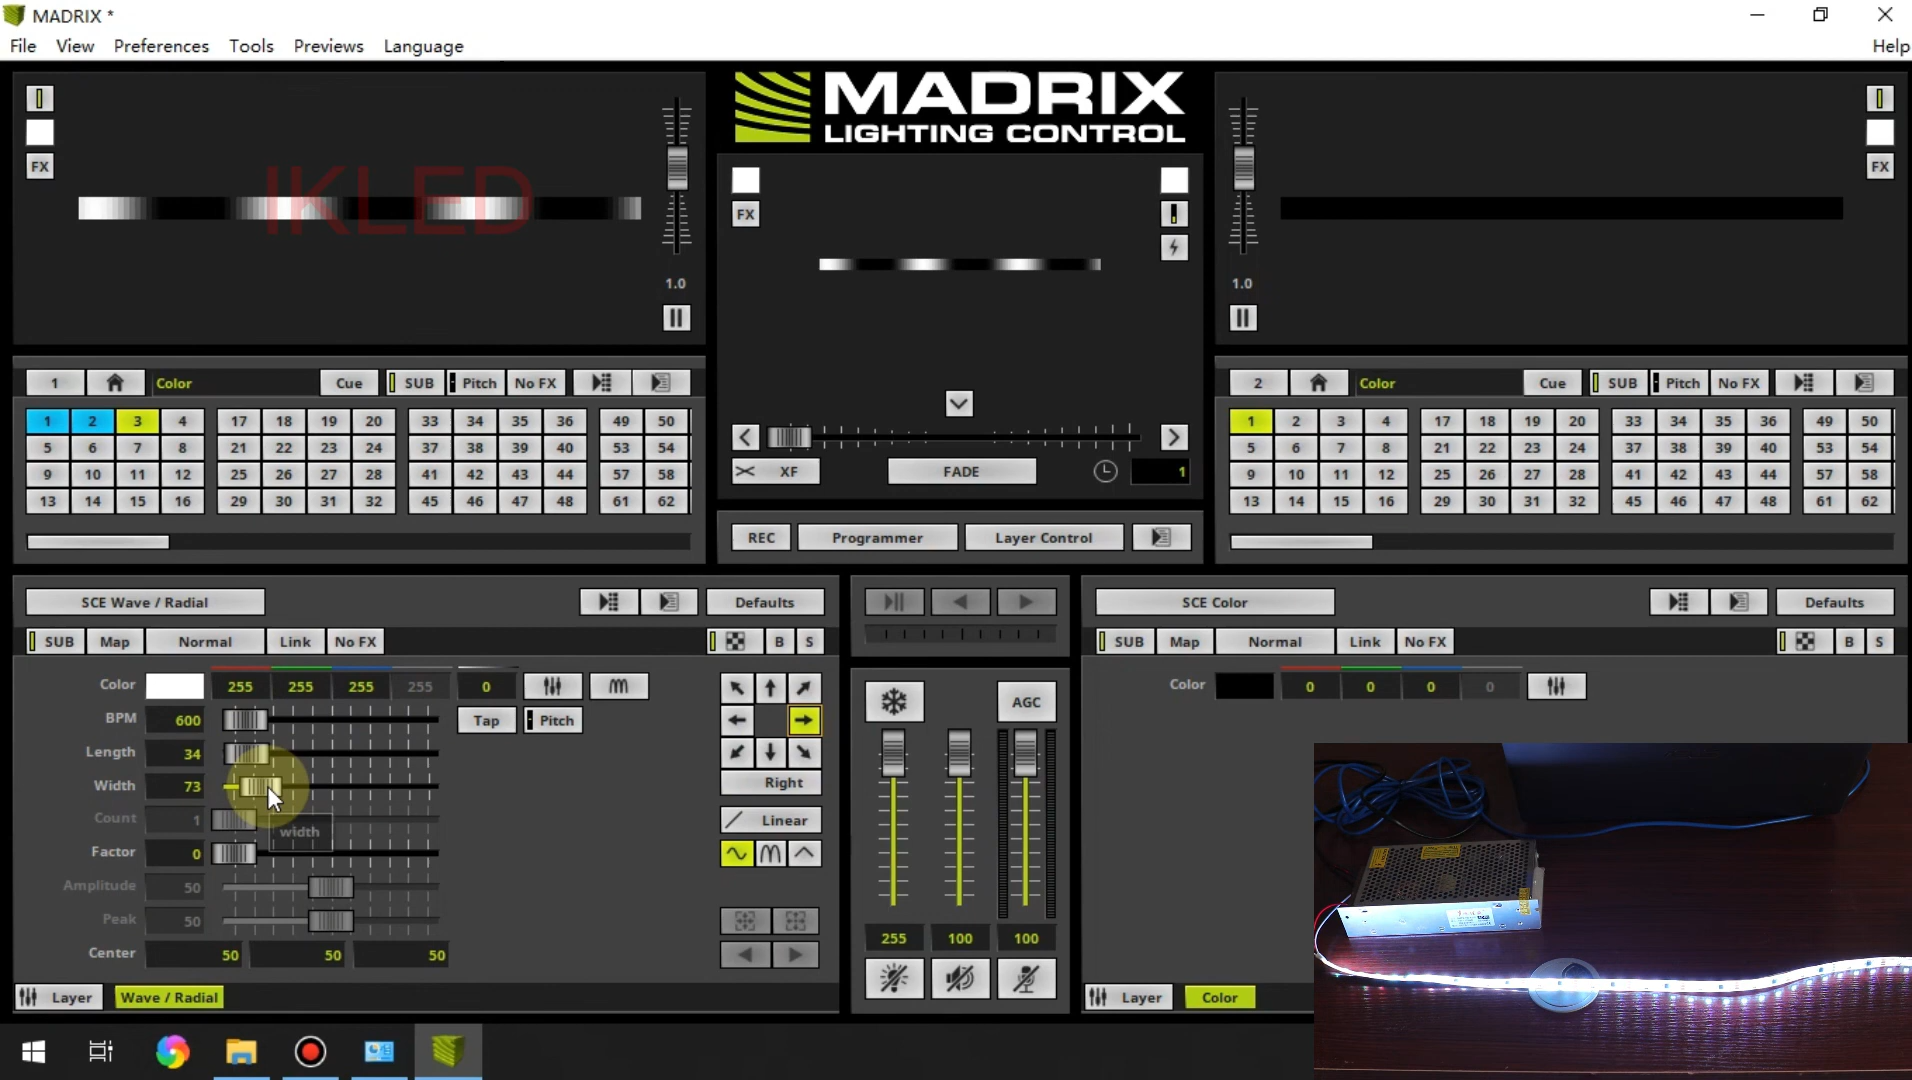 MADRIX *
File View Preferences Tools Previews Language Help
MADRIX
LIGHTING CONTROL
FX
IKLED
1.0
FX
1.0
FX
1 Color Cue SUB Pitch No FX
1 2 3 4 17 18 19 20 33 34 35 36 49 50
5 6 7 8 21 22 23 24 37 38 39 40 53 54
9 10 11 12 25 26 27 28 41 42 43 44 57 58
13 14 15 16 29 30 31 32 45 46 47 48 61 62
XF FADE 1
REC Programmer Layer Control
2 Color Cue SUB Pitch No FX
1 2 3 4 17 18 19 20 33 34 35 36 49 50
5 6 7 8 21 22 23 24 37 38 39 40 53 54
9 10 11 12 25 26 27 28 41 42 43 44 57 58
13 14 15 16 29 30 31 32 45 46 47 48 61 62
SCE Wave / Radial Defaults
SUB Map Normal Link No FX B S
Color 255 255 255 255 0
BPM 600 Tap Pitch
Length 34
Width 73 Right
Count 1 width Linear
Factor 0
Amplitude 50
Peak 50
Center 50 50 50
Layer Wave / Radial
AGC
255 100 100
SCE Color Defaults
SUB Map Normal Link No FX B S
Color 0 0 0 0
Layer Color